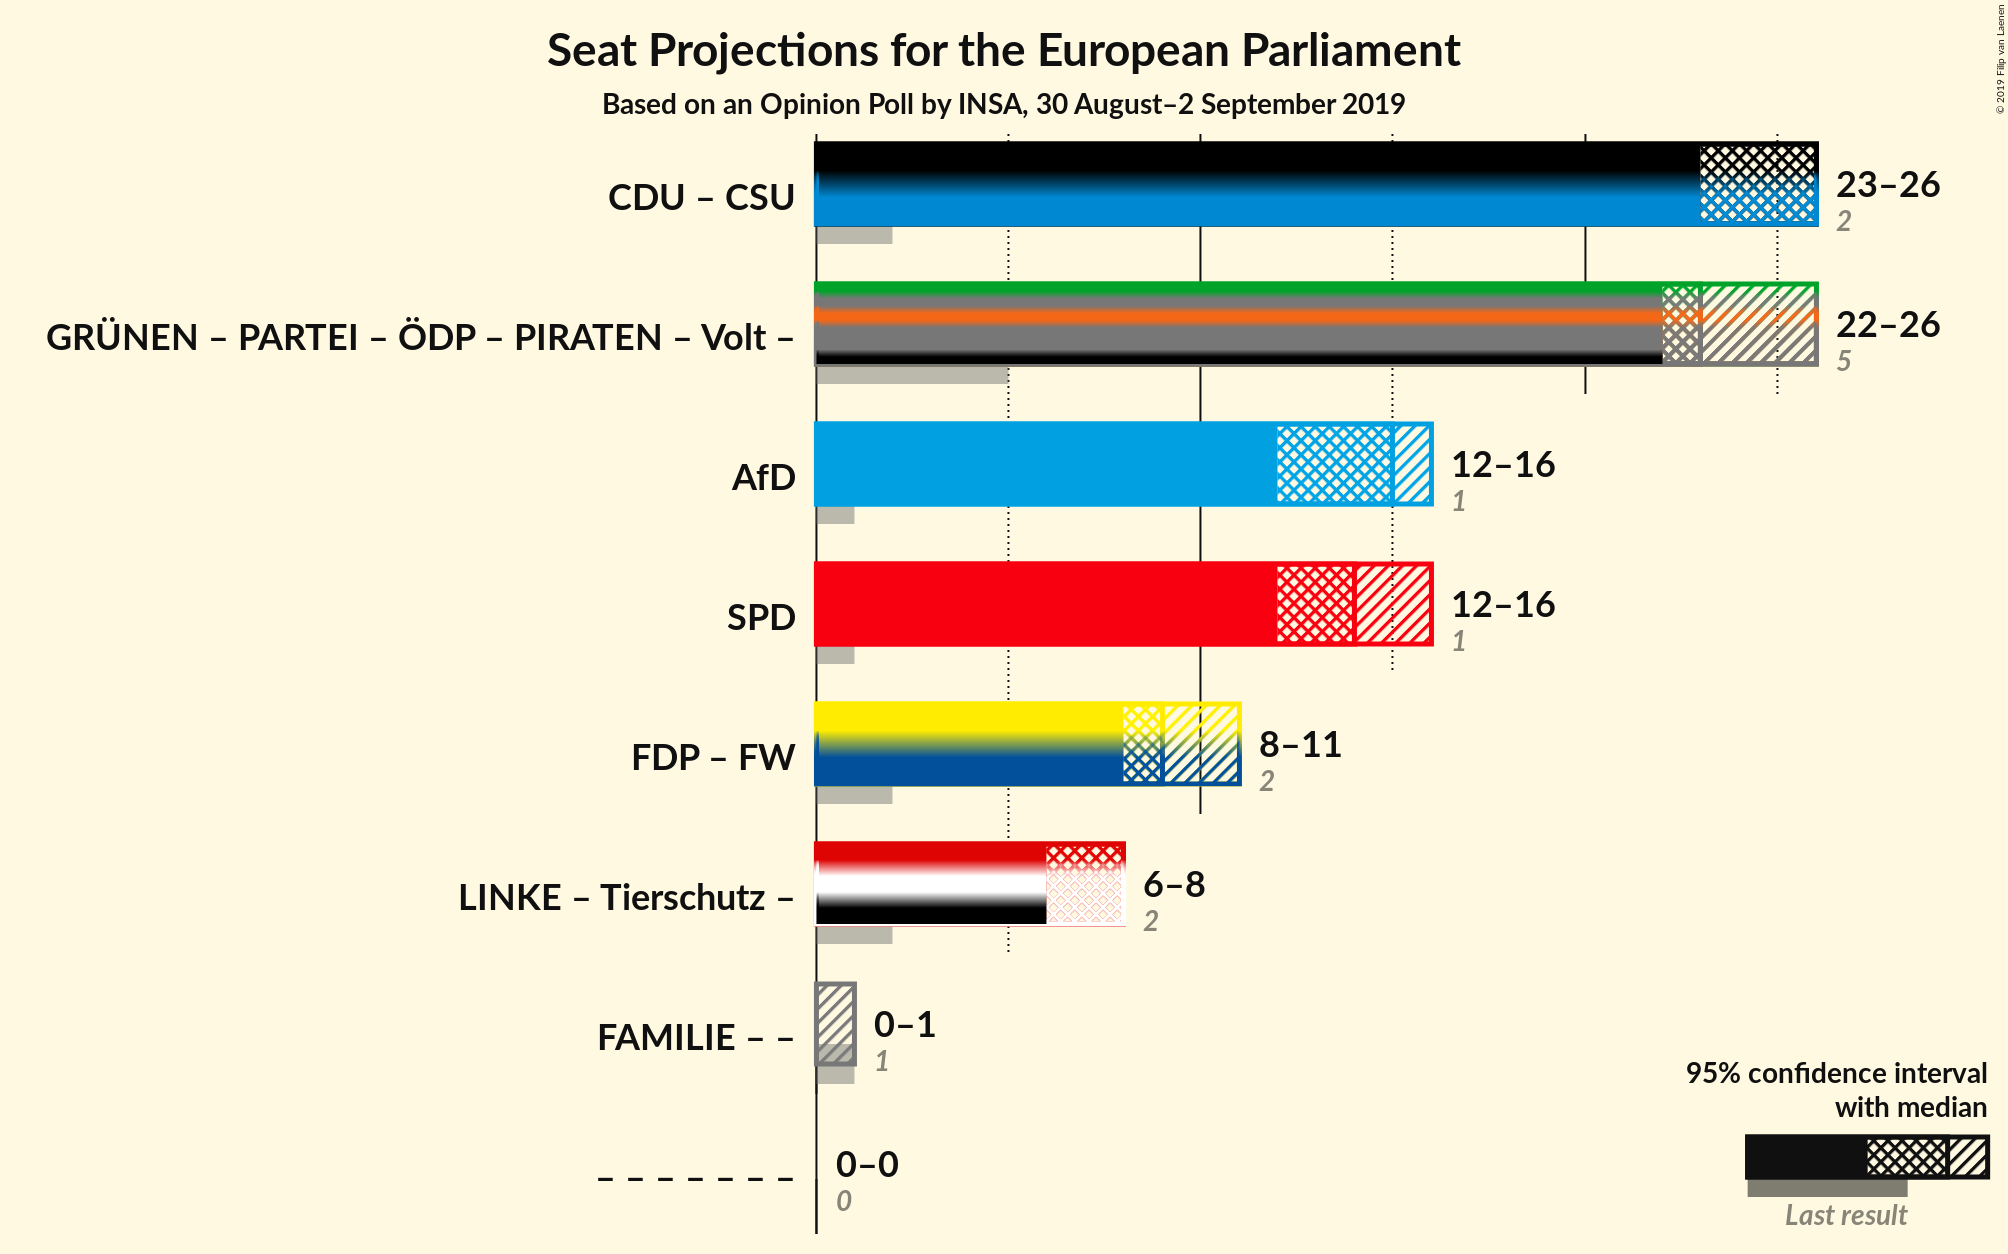 Seat Projections for the European Parliament
Based on an Opinion Poll by INSA, 30 August–2 September 2019
© 2019 Filip van Laenen
CDU – CSU
23–26
2
GRÜNEN – PARTEI – ÖDP – PIRATEN – Volt –
22–26
5
AfD
12–16
1
SPD
12–16
1
FDP – FW
8–11
2
LINKE – Tierschutz –
6–8
2
FAMILIE – –
0–1
1
– – – – – – –
0–0
0
95% confidence interval
with median
Last result